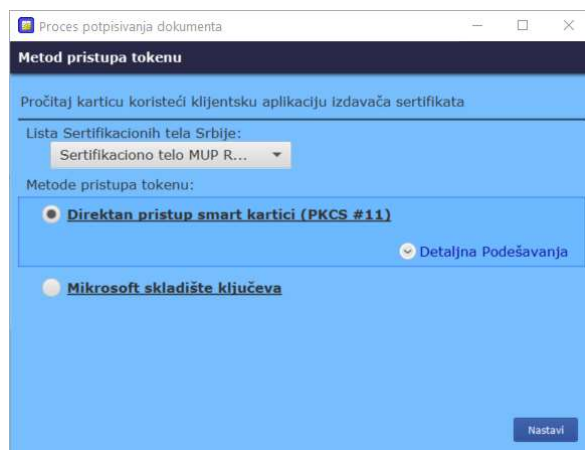 Proces potpisivanja dokumenta
Metod pristupa tokenu
Pročitaj karticu koristeći klijentsku aplikaciju izdavača sertifikata
Lista Sertifikacionih tela Srbije:
Sertifikaciono telo MUP R...
Metode pristupa tokenu:
Direktan pristup smart kartici (PKCS #11)
Detaljna Podešavanja
Mikrosoft skladište ključeva
Nastavi